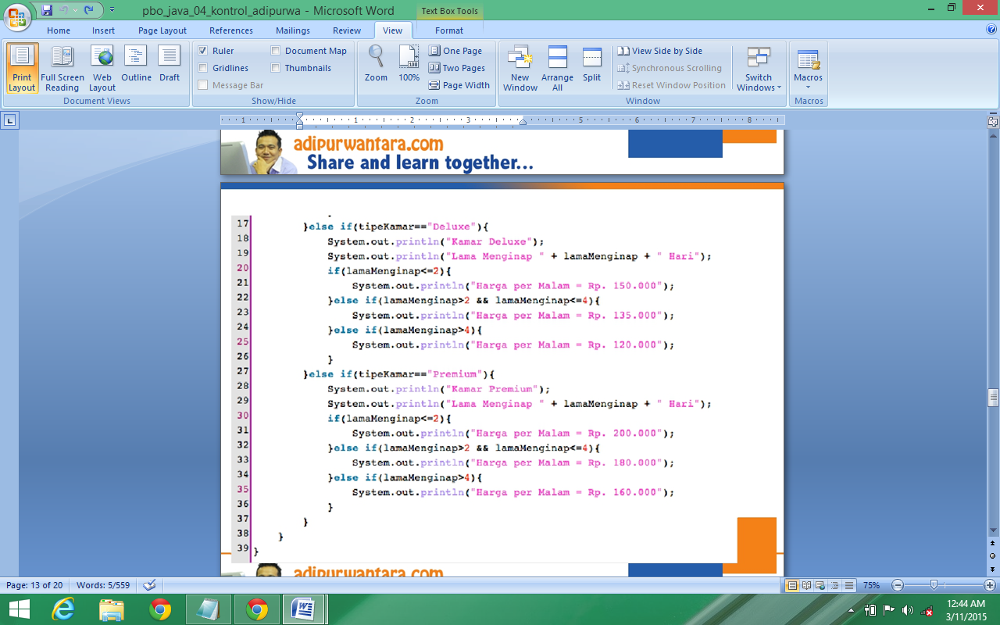 pbo_java_04_kontrol_adipurwa - Microsoft Word
Text Box Tools
Home Insert Page Layout References Mailings Review View Format
Print Layout
Full Screen Reading
Web Layout
Outline
Draft
Document Views
Ruler
Gridlines
Message Bar
Document Map
Thumbnails
Show/Hide
Zoom
100%
One Page
Two Pages
Page Width
Zoom
New Window
Arrange All
Split
View Side by Side
Synchronous Scrolling
Reset Window Position
Window
Switch Windows
Macros
Macros
1 1 2 3 5 6 7 8
adipurwantara.com
Share and learn together...
17 }else if(tipeKamar=="Deluxe"){
18 System.out.println("Kamar Deluxe");
19 System.out.println("Lama Menginap " + lamaMenginap + " Hari");
20 if(lamaMenginap<=2){
21 System.out.println("Harga per Malam = Rp. 150.000");
22 }else if(lamaMenginap>2 && lamaMenginap<=4){
23 System.out.println("Harga per Malam = Rp. 135.000");
24 }else if(lamaMenginap>4){
25 System.out.println("Harga per Malam = Rp. 120.000");
26 }
27 }else if(tipeKamar=="Premium"){
28 System.out.println("Kamar Premium");
29 System.out.println("Lama Menginap " + lamaMenginap + " Hari");
30 if(lamaMenginap<=2){
31 System.out.println("Harga per Malam = Rp. 200.000");
32 }else if(lamaMenginap>2 && lamaMenginap<=4){
33 System.out.println("Harga per Malam = Rp. 180.000");
34 }else if(lamaMenginap>4){
35 System.out.println("Harga per Malam = Rp. 160.000");
36 }
37 }
38 }
39 }
adipurwantara.com
Page: 13 of 20 Words: 5/559 75%
12:44 AM
3/11/2015